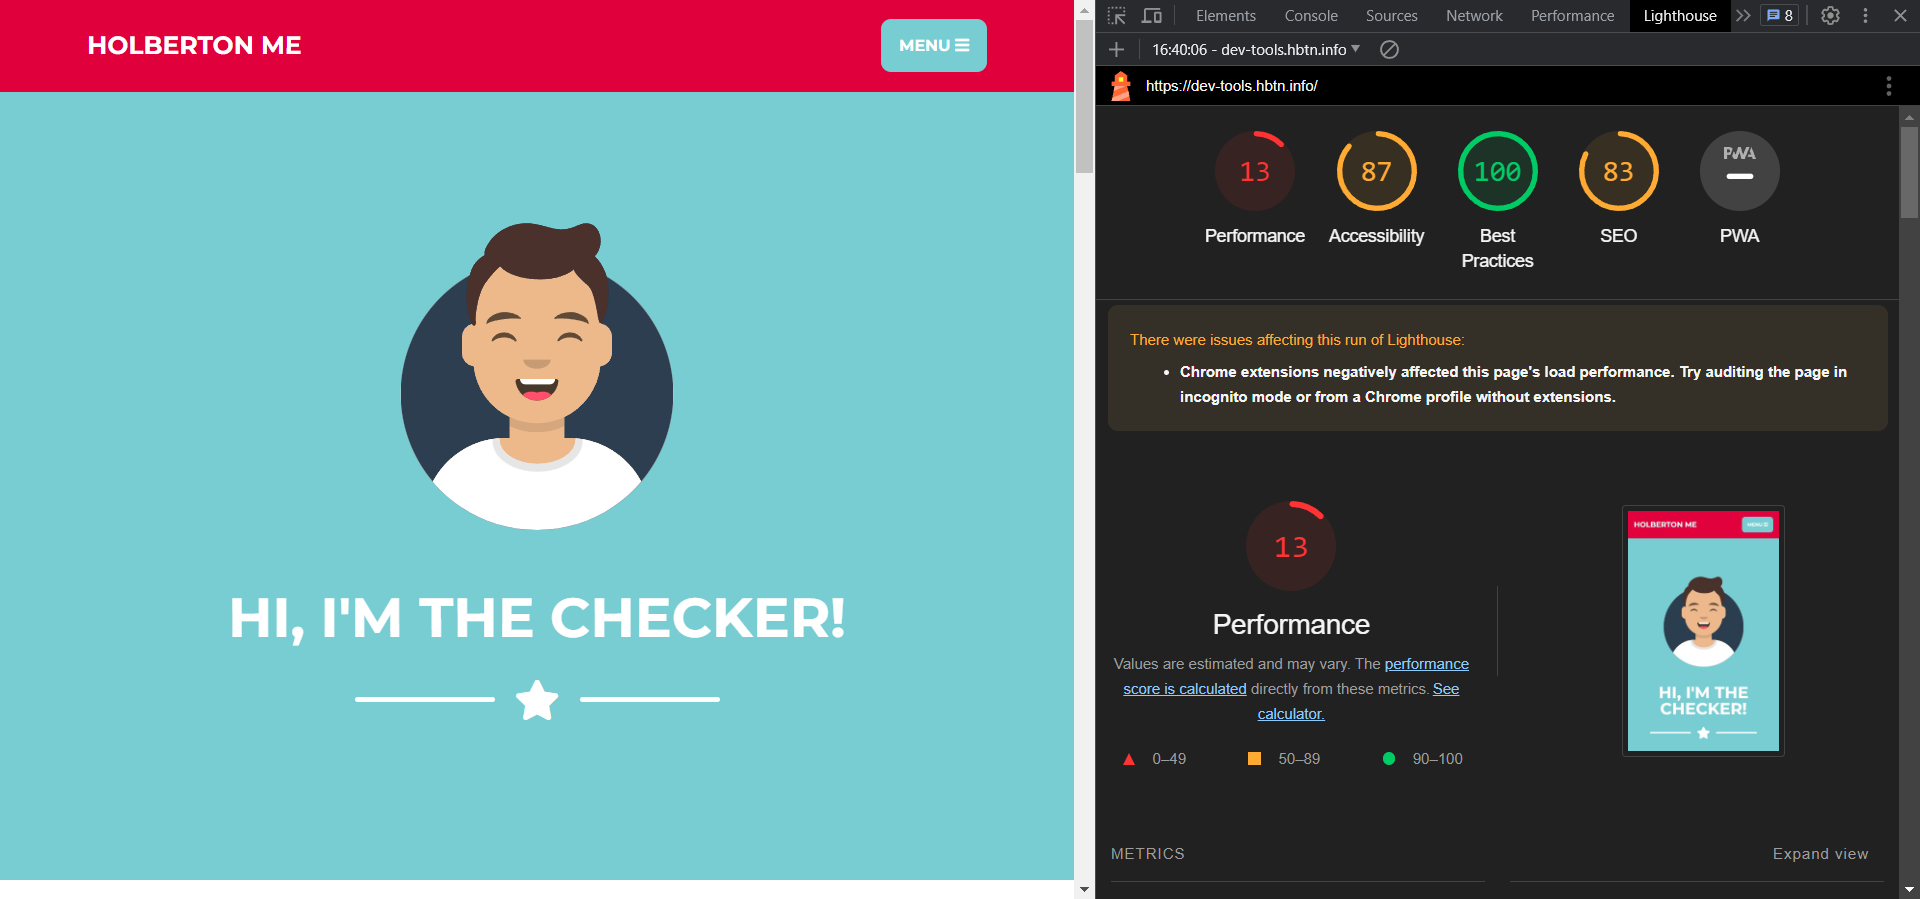 HOLBERTON ME
MENU
HI, I'M THE CHECKER!
Elements Console Sources Network Performance Lighthouse 8
16:40:06 - dev-tools.hbtn.info
https://dev-tools.hbtn.info/
13 87 100 83 PWA
Performance Accessibility Best Practices SEO PWA
There were issues affecting this run of Lighthouse:
Chrome extensions negatively affected this page's load performance. Try auditing the page in
incognito mode or from a Chrome profile without extensions.
13
Performance
Values are estimated and may vary. The performance
score is calculated directly from these metrics. See
calculator.
0–49 50–89 90–100
HOLBERTON ME
MENU
HI, I'M THE
CHECKER!
METRICS
Expand view